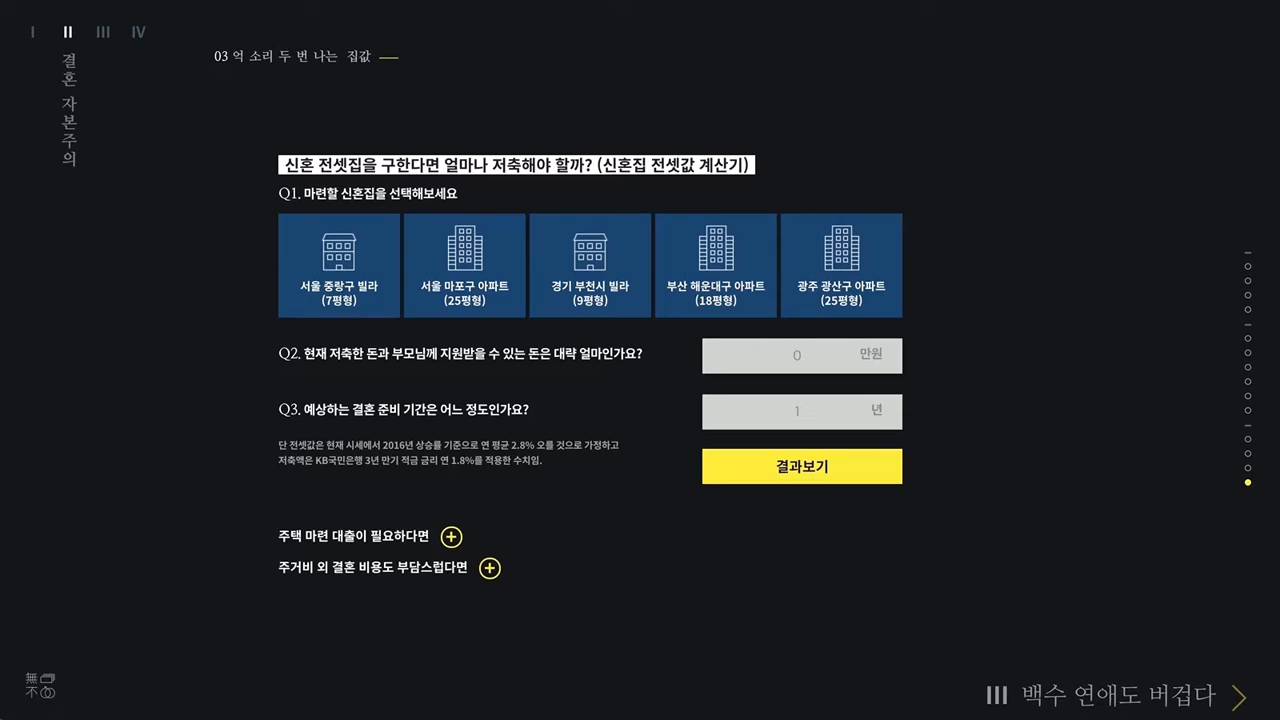 I II III IV
결혼 자본주의
03 억 소리 두 번 나는 집값
신혼 전셋집을 구한다면 얼마나 저축해야 할까? (신혼집 전셋값 계산기)
Q1. 마련할 신혼집을 선택해보세요
서울 중랑구 빌라
(7평형)
서울 마포구 아파트
(25평형)
경기 부천시 빌라
(9평형)
부산 해운대구 아파트
(18평형)
광주 광산구 아파트
(25평형)
Q2. 현재 저축한 돈과 부모님께 지원받을 수 있는 돈은 대략 얼마인가요?
0 만원
Q3. 예상하는 결혼 준비 기간은 어느 정도인가요?
1 년
단 전셋값은 현재 시세에서 2016년 상승률 기준으로 연 평균 2.8% 오를 것으로 가정하고
저축액은 KB국민은행 3년 만기 적금 금리 연 1.8%를 적용한 수치임.
결과보기
주택 마련 대출이 필요하다면
주거비 외 결혼 비용도 부담스럽다면
無
不
III 백수 연애도 버겁다